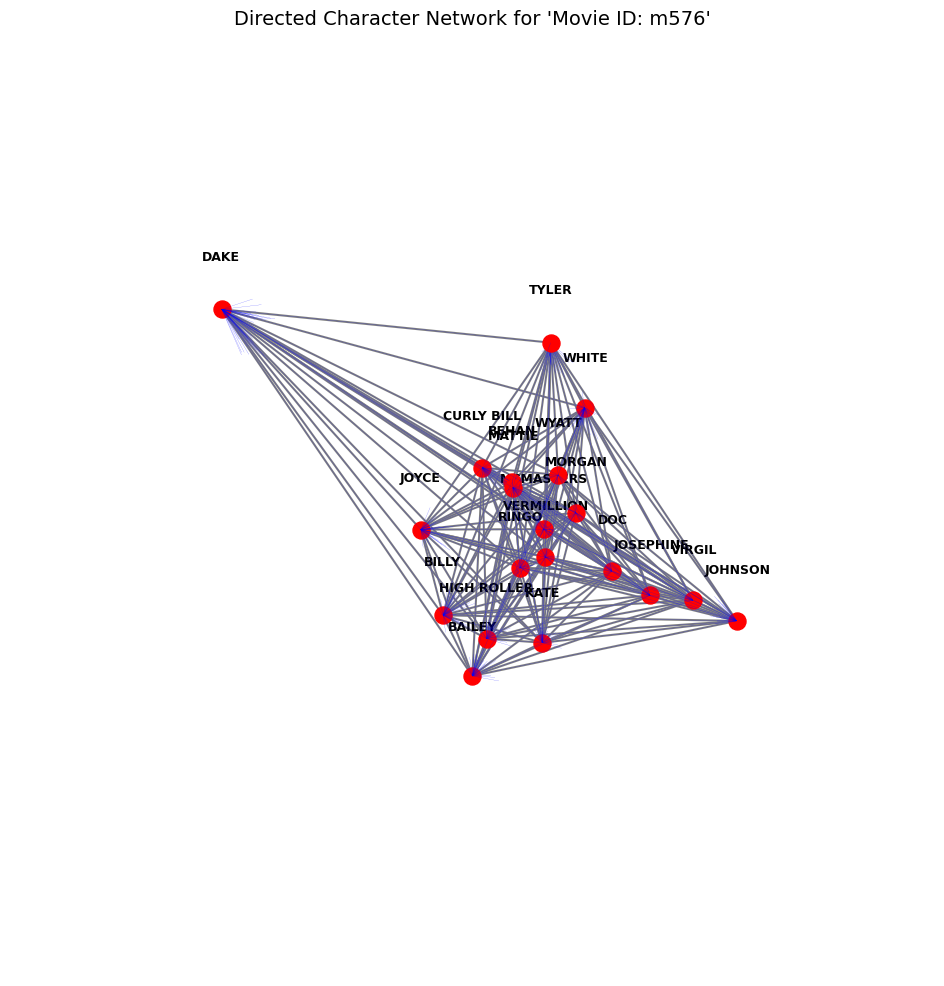 Directed Character Network for 'Movie ID: m576'
DAKE
TYLER
WHITE
CURLY BILL
WYATT
BEHAN
MATTIE
MORGAN
JOYCE
MCMASTERS
VERMILLION
RINGO
DOC
JOSEPHINE
VIRGIL
BILLY
JOHNSON
HIGH ROLLER
KATE
BAILEY